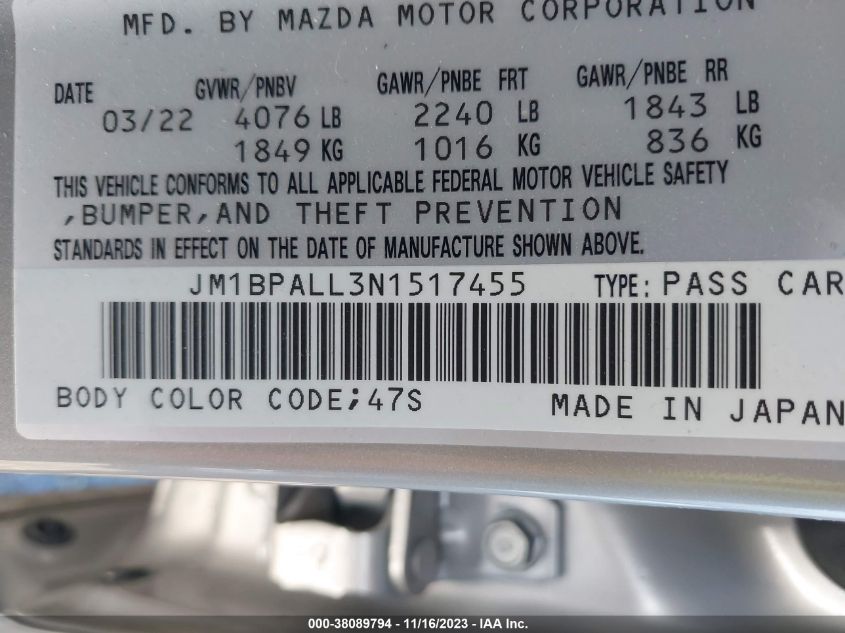 MFD. BY MAZDA MOTOR CORPORATION
DATE GVWR/PNBV GAWR/PNBE FRT GAWR/PNBE RR
03/22 4076 LB 2240 LB 1843 LB
1849 KG 1016 KG 836 KG
THIS VEHICLE CONFORMS TO ALL APPLICABLE FEDERAL MOTOR VEHICLE SAFETY
,BUMPER,AND THEFT PREVENTION
STANDARDS IN EFFECT ON THE DATE OF MANUFACTURE SHOWN ABOVE.
JM1BPALL3N1517455 TYPE: PASS CAR
BODY COLOR CODE;47S MADE IN JAPAN
000-38089794 - 11/16/2023 - IAA Inc.